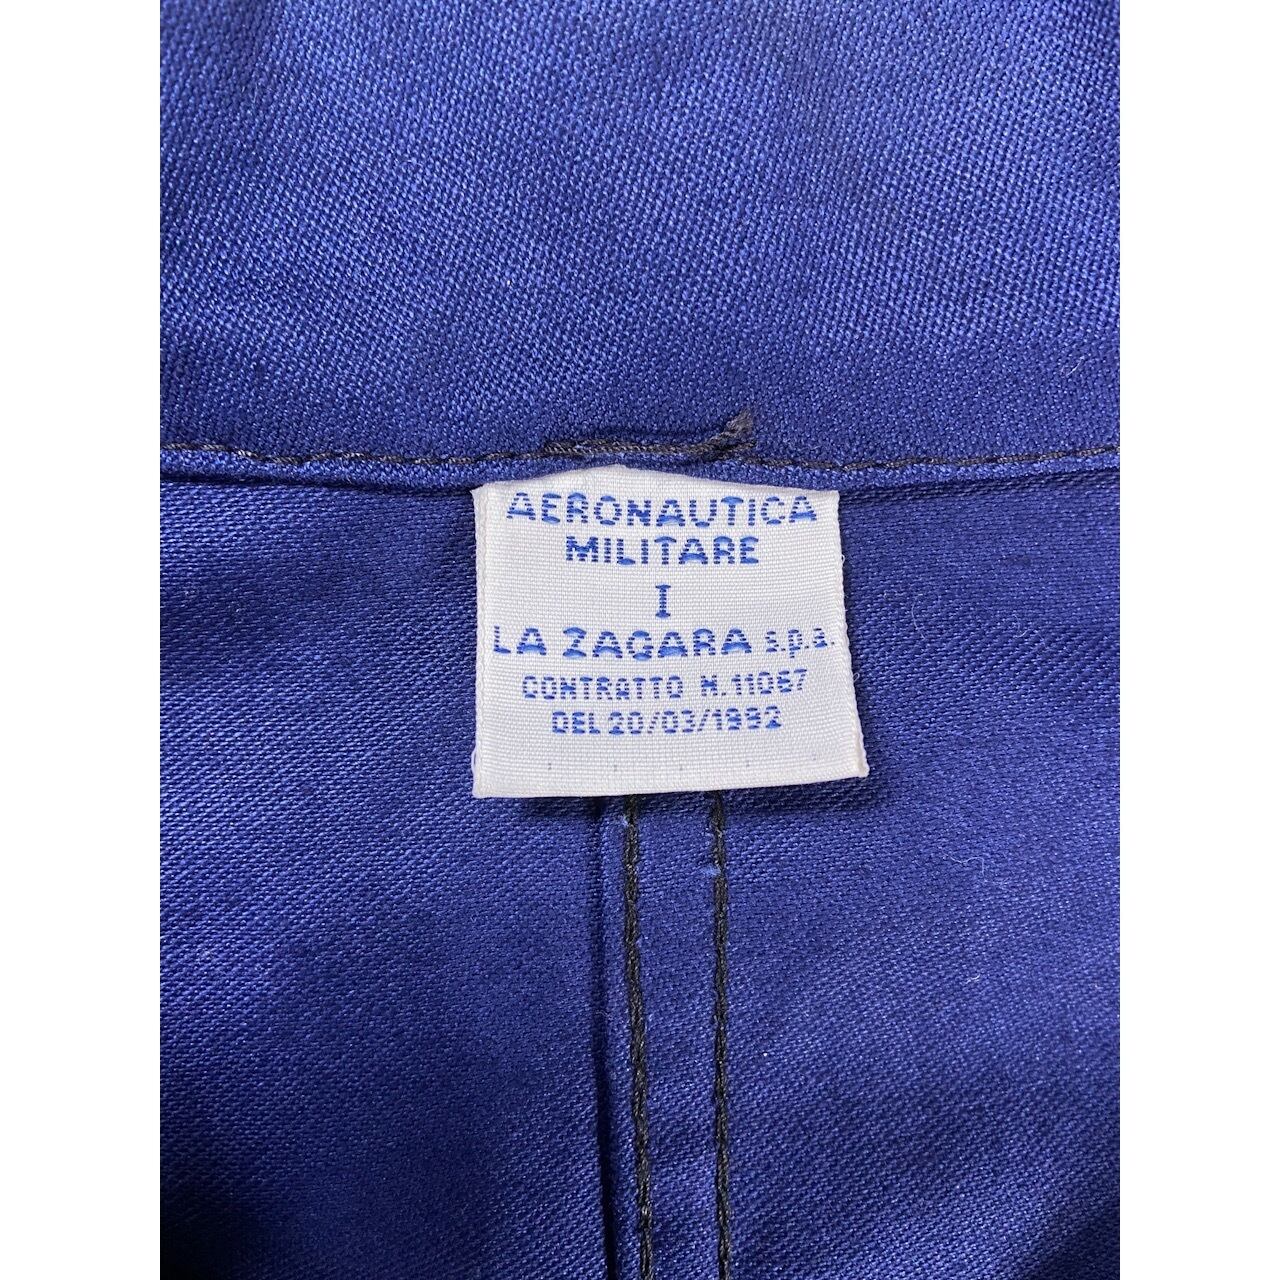 AERONAUTICA
MILITARE
I
LA ZAGARA s.p.a.
CONTRATTO N.11067
DEL 20/03/1992